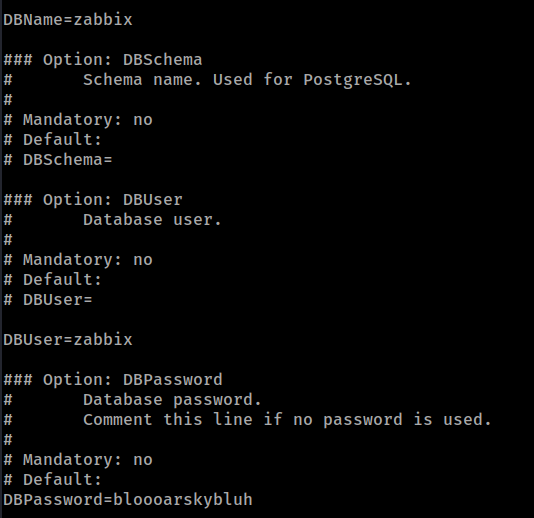 DBName=zabbix
### Option: DBSchema
#       Schema name. Used for PostgreSQL.
#
# Mandatory: no
# Default:
# DBSchema=
### Option: DBUser
#       Database user.
#
# Mandatory: no
# Default:
# DBUser=
DBUser=zabbix
### Option: DBPassword
#       Database password.
#       Comment this line if no password is used.
#
# Mandatory: no
# Default:
DBPassword=bloooarskybluh